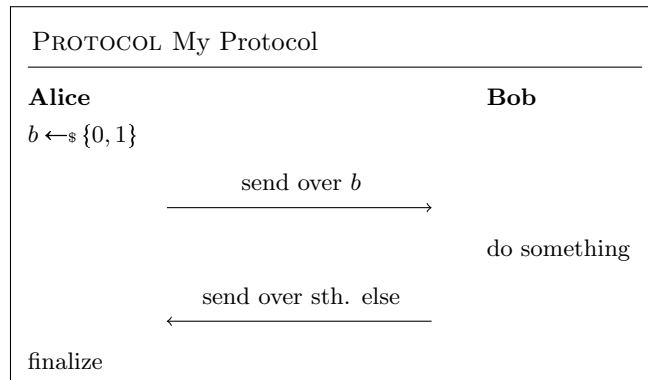 PROTOCOL My Protocol
Alice Bob
b ←$ {0, 1}
send over b
do something
send over sth. else
finalize